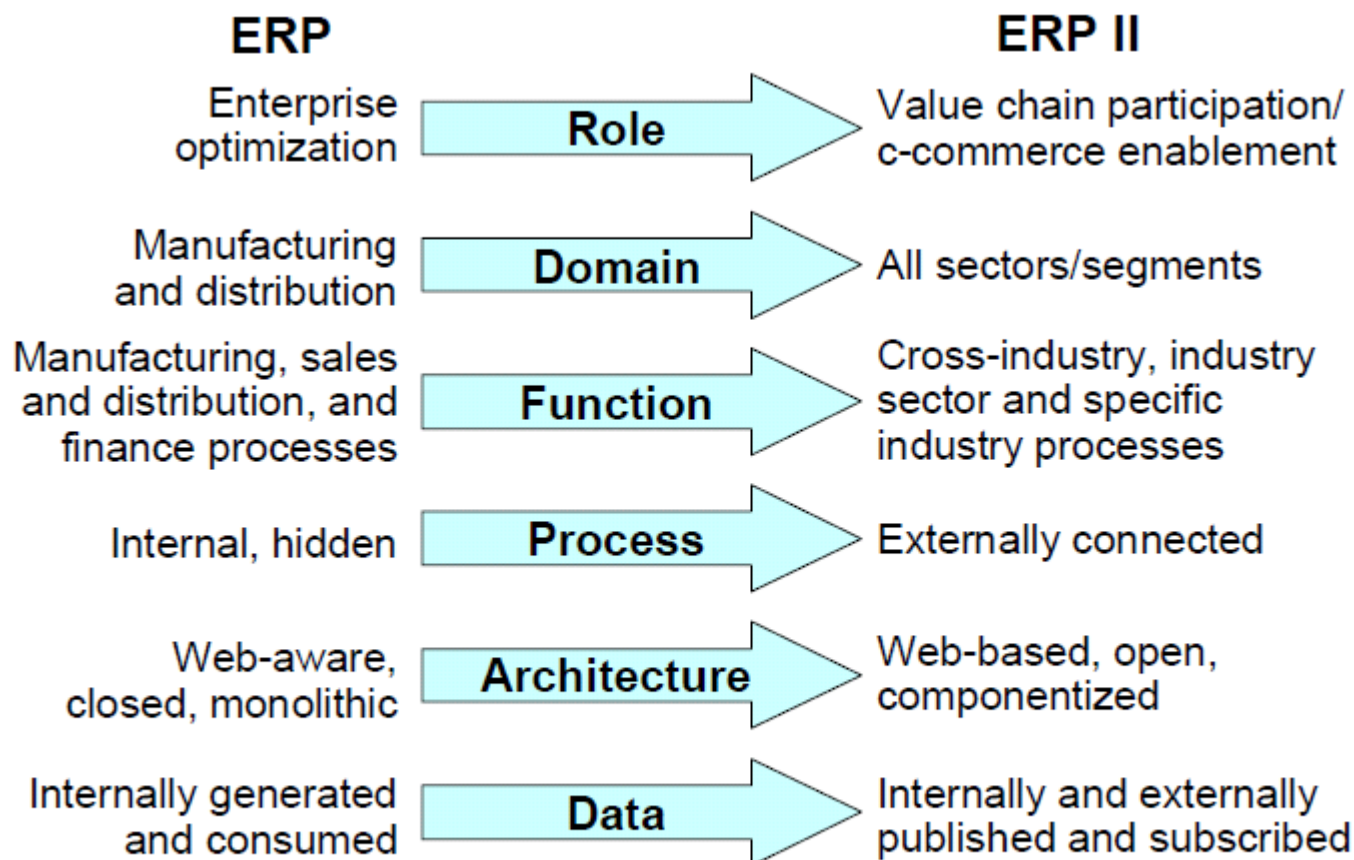 ERP
ERP II
Enterprise
optimization
Role
Value chain participation/
c-commerce enablement
Manufacturing
and distribution
Domain
All sectors/segments
Manufacturing, sales
and distribution, and
finance processes
Function
Cross-industry, industry
sector and specific
industry processes
Internal, hidden
Process
Externally connected
Web-aware,
closed, monolithic
Architecture
Web-based, open,
componentized
Internally generated
and consumed
Data
Internally and externally
published and subscribed